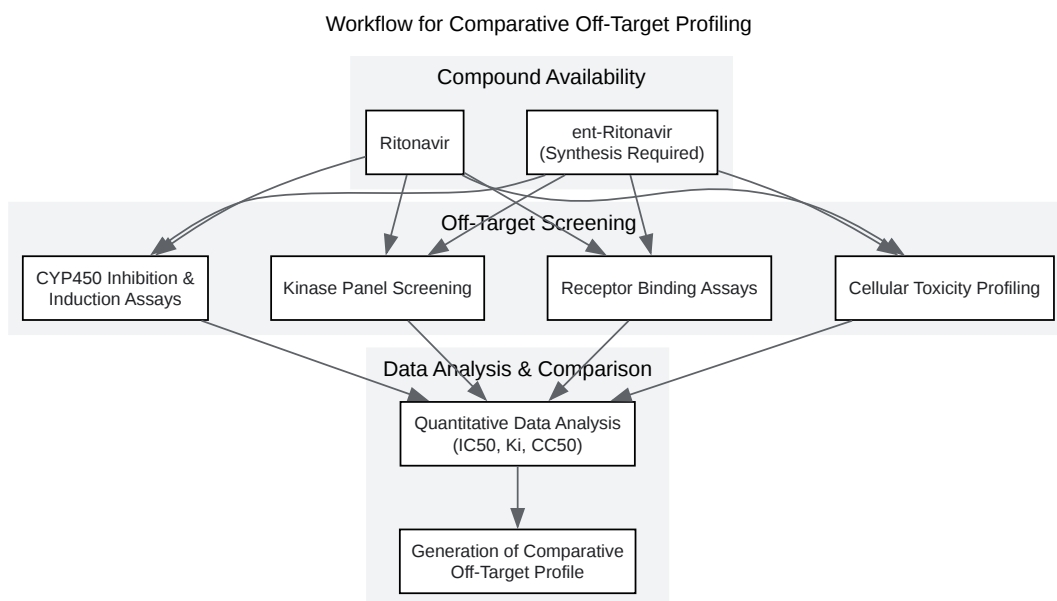 Workflow for Comparative Off-Target Profiling
Compound Availability
Ritonavir
ent-Ritonavir
(Synthesis Required)
Off-Target Screening
CYP450 Inhibition &
Induction Assays
Kinase Panel Screening
Receptor Binding Assays
Cellular Toxicity Profiling
Data Analysis & Comparison
Quantitative Data Analysis
(IC50, Ki, CC50)
Generation of Comparative
Off-Target Profile